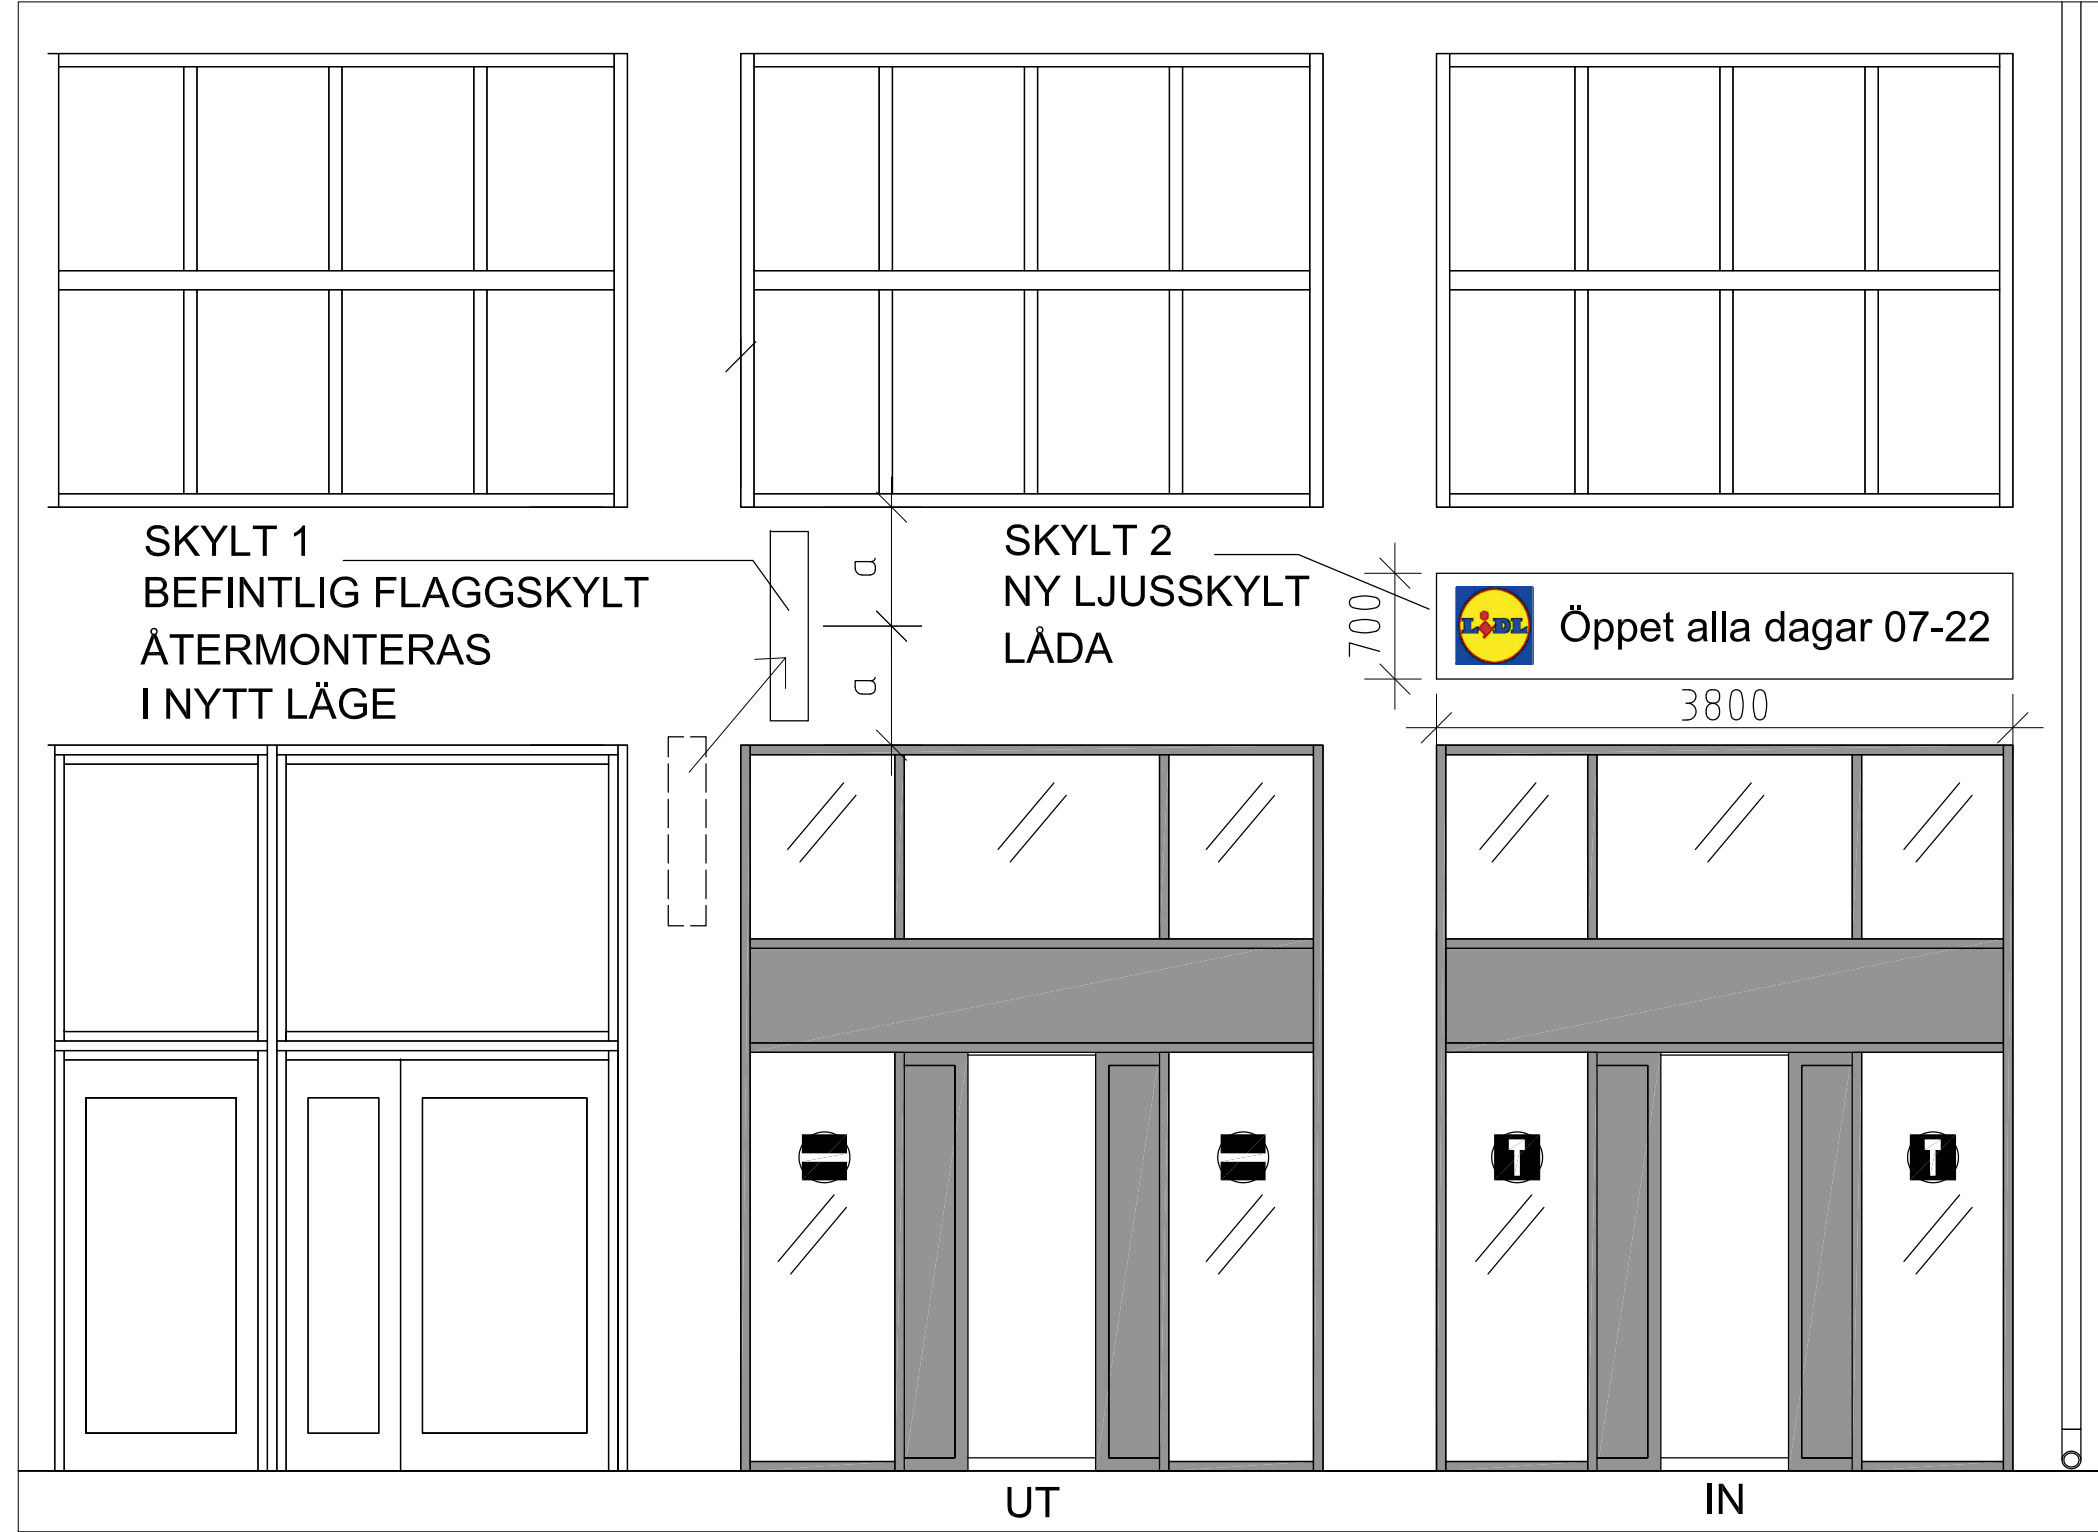 SKYLT 1
BEFINTLIG FLAGGSKYLT
ÅTERMONTERAS
I NYTT LÄGE
a
a
SKYLT 2
NY LJUSSKYLT
LÅDA
700
LIDL
Öppet alla dagar 07-22
3800
T
T
UT
IN